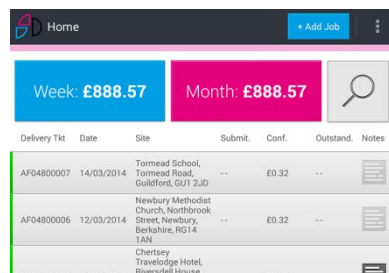 Home
+ Add Job
Week: £888.57
Month: £888.57
Delivery Tkt Date Site Submit. Conf. Outstand. Notes
Tormead School,
AF04800007 14/03/2014 Tormead Road, -- £0.32 --
Guildford, GU1 2JD
Newbury Methodist
Church, Northbrook
AF04800006 12/03/2014 Street, Newbury, -- £0.32 --
Berkshire, RG14
1AN
Chertsey
Travelodge Hotel,
Riversdell House